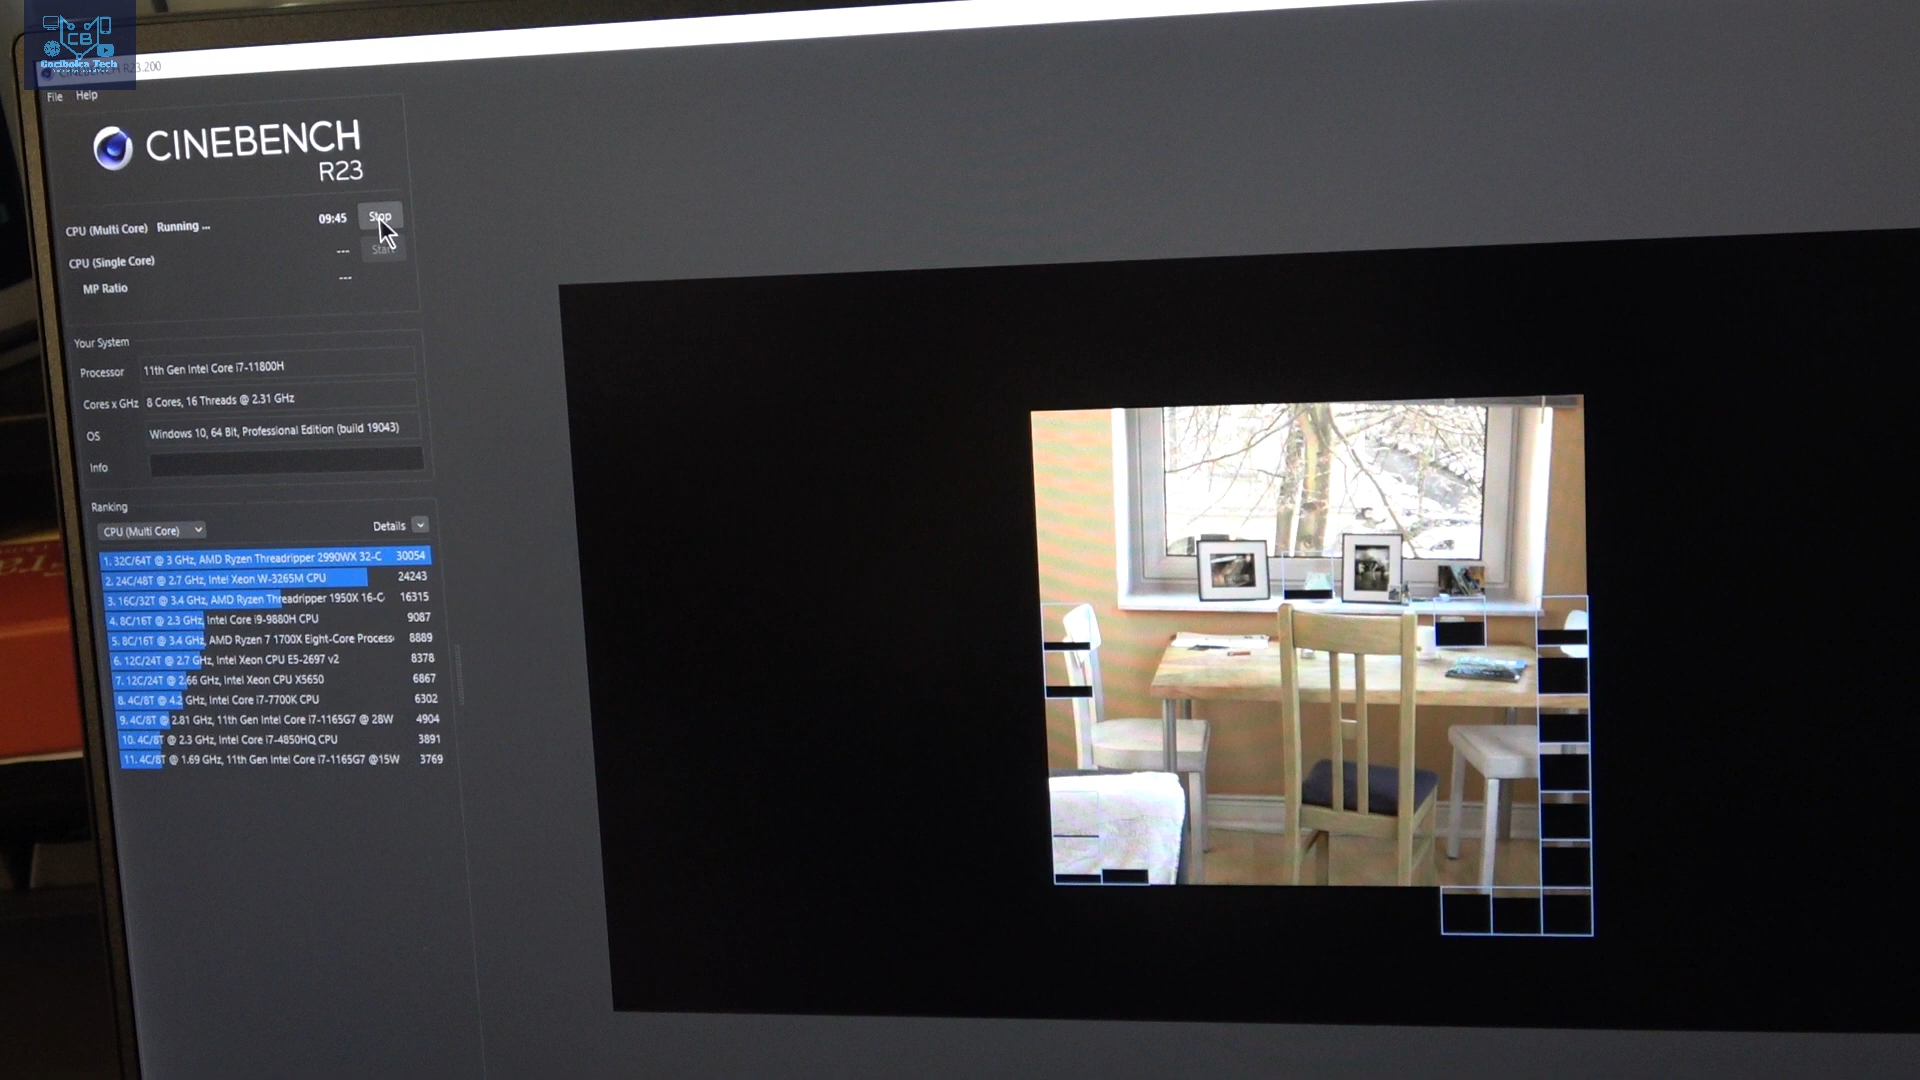 CB
Gocibolca Tech
CINEBENCH R23.200
File Help
CINEBENCH
R23
CPU (Multi Core) Running ... 09:45 Stop
CPU (Single Core) --- Start
MP Ratio ---
Your System
Processor 11th Gen Intel Core i7-11800H
Cores x GHz 8 Cores, 16 Threads @ 2.31 GHz
OS Windows 10, 64 Bit, Professional Edition (build 19043)
Info
Ranking
CPU (Multi Core) Details
1. 32C/64T @ 3 GHz, AMD Ryzen Threadripper 2990WX 32-C 30054
2. 24C/48T @ 2.7 GHz, Intel Xeon W-3265M CPU 24243
3. 16C/32T @ 3.4 GHz, AMD Ryzen Threadripper 1950X 16-C 16315
4. 8C/16T @ 2.3 GHz, Intel Core i9-9880H CPU 9087
5. 8C/16T @ 3.4 GHz, AMD Ryzen 7 1700X Eight-Core Process 8889
6. 12C/24T @ 2.7 GHz, Intel Xeon CPU E5-2697 v2 8378
7. 12C/24T @ 2.66 GHz, Intel Xeon CPU X5650 6867
8. 4C/8T @ 4.2 GHz, Intel Core i7-7700K CPU 6302
9. 4C/8T @ 2.81 GHz, 11th Gen Intel Core i7-1165G7 @ 28W 4904
10. 4C/8T @ 2.3 GHz, Intel Core i7-4850HQ CPU 3891
11. 4C/8T @ 1.69 GHz, 11th Gen Intel Core i7-1165G7 @15W 3769